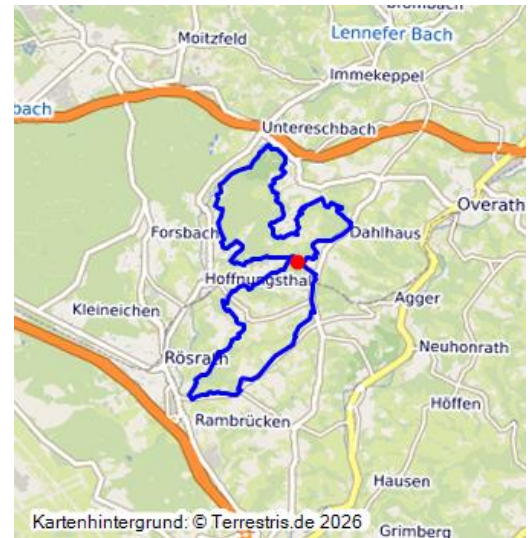 Brombach
Moitzfeld
Lennefer Bach
Immekeppel
bach
Untereschbach
Overath
Forsbach
Dahlhaus
Hoffnungsthal
Kleineichen
Agger
Rösrath
Neuhonrath
Rambrücken
Höffen
Hausen
Kartenhintergrund: © Terrestris.de 2026
Grimberg